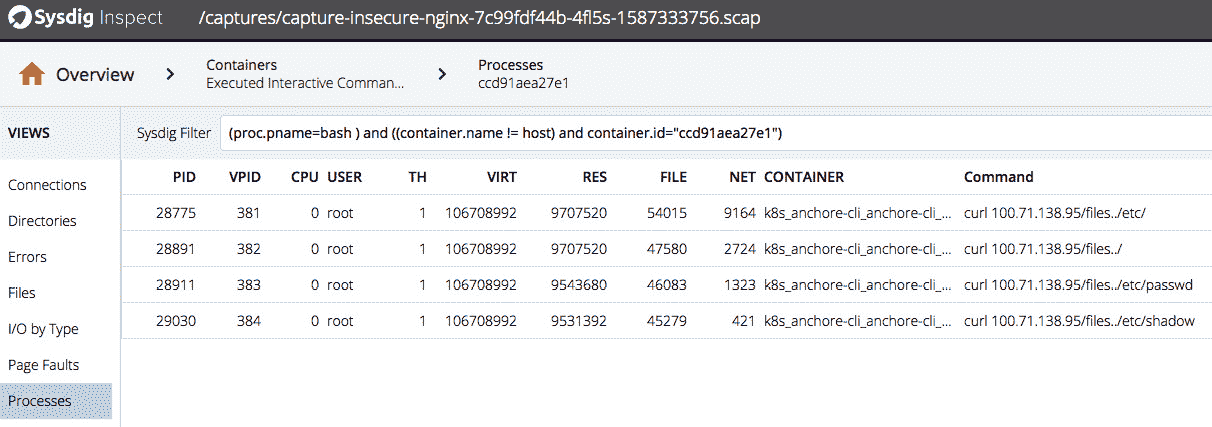 Sysdig Inspect /captures/capture-insecure-nginx-7c99fdf44b-4fl5s-1587333756.scap
Overview > Containers > Processes
Executed Interactive Comman... ccd91aea27e1
VIEWS Sysdig Filter (proc.pname=bash ) and ((container.name != host) and container.id="ccd91aea27e1")
PID VPID CPU USER TH VIRT RES FILE NET CONTAINER Command
Connections
28775 381 0 root 1 106708992 9707520 54015 9164 k8s_anchore-cli_anchore-cli_... curl 100.71.138.95/files../etc/
Directories
28891 382 0 root 1 106708992 9707520 47580 2724 k8s_anchore-cli_anchore-cli_... curl 100.71.138.95/files../
Errors
28911 383 0 root 1 106708992 9543680 46083 1323 k8s_anchore-cli_anchore-cli_... curl 100.71.138.95/files../etc/passwd
Files
29030 384 0 root 1 106708992 9531392 45279 421 k8s_anchore-cli_anchore-cli_... curl 100.71.138.95/files../etc/shadow
I/O by Type
Page Faults
Processes